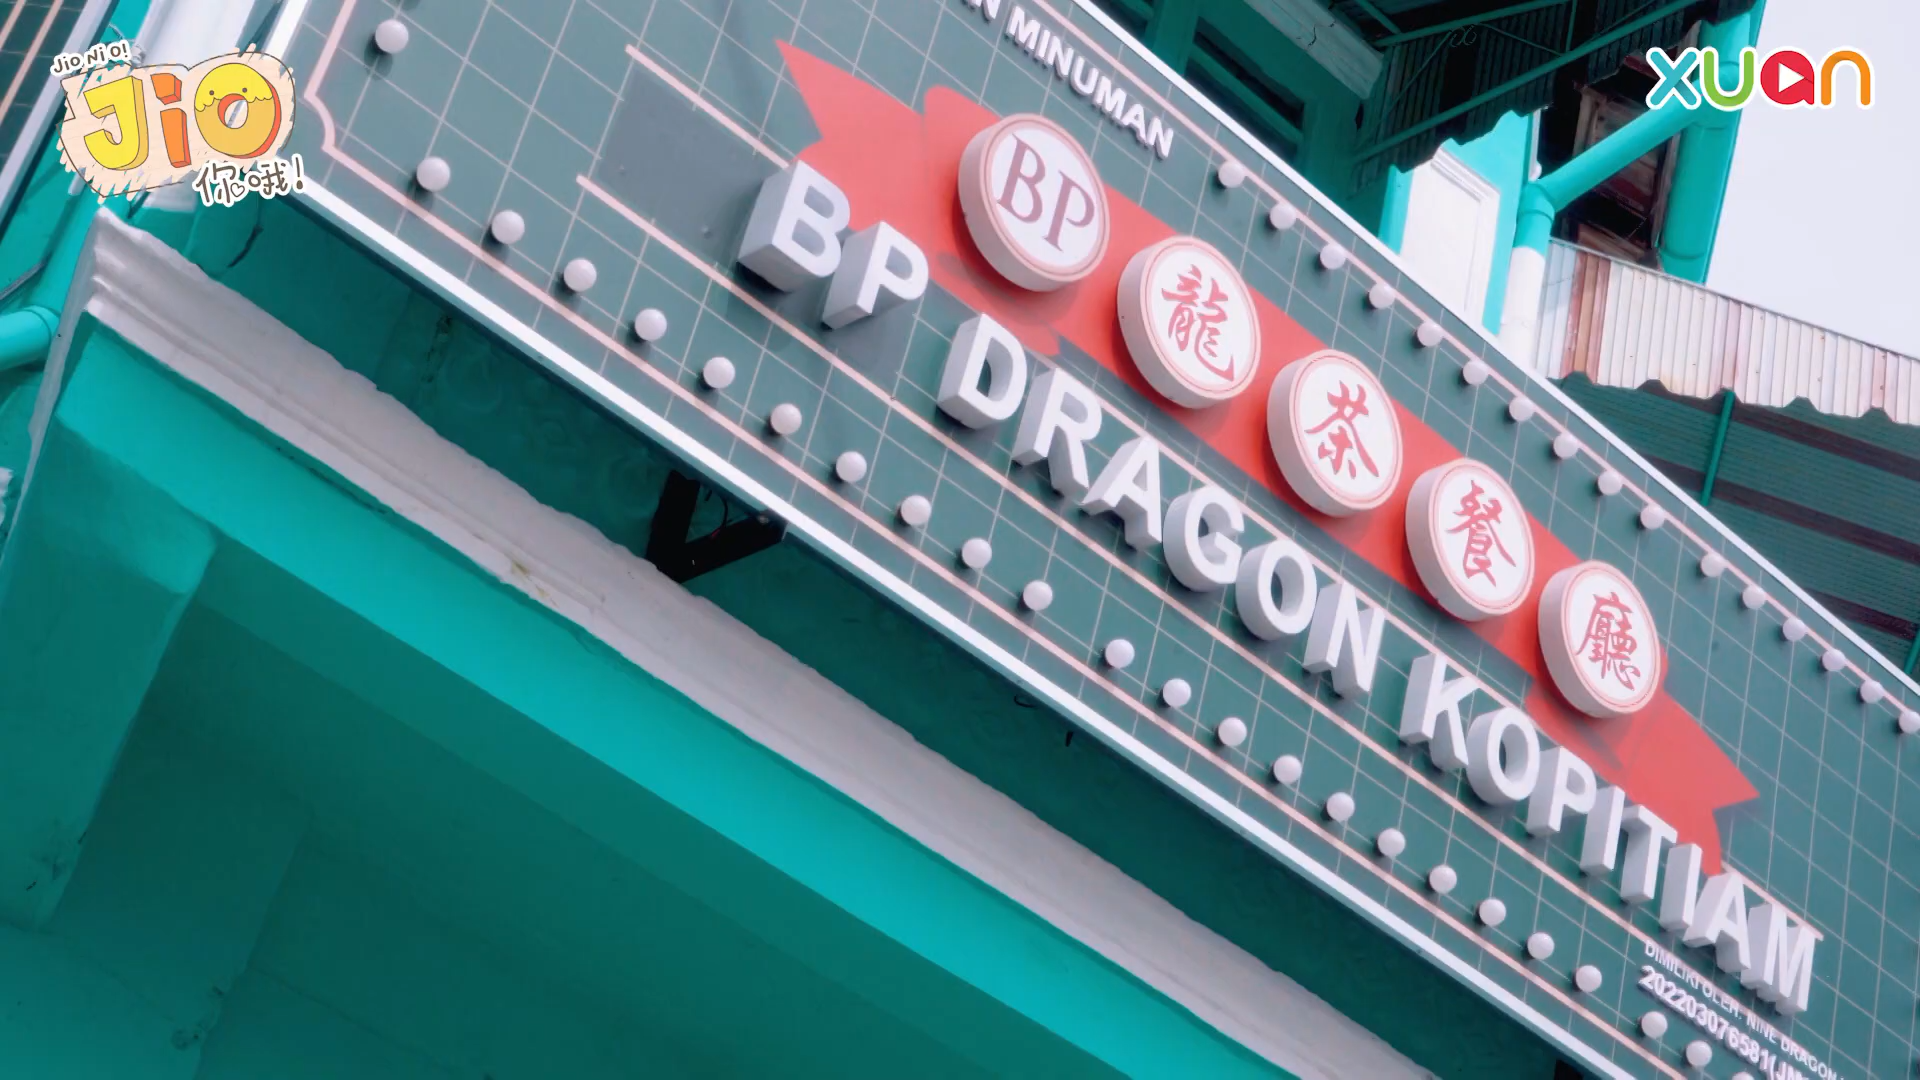 Jio Ni O!
JiO
你哦!
xuan
MINUMAN
BP 龍茶餐廳
BP DRAGON KOPITIAM
DIMILIKI OLEH: NINE DRAGON
202203076581(JM